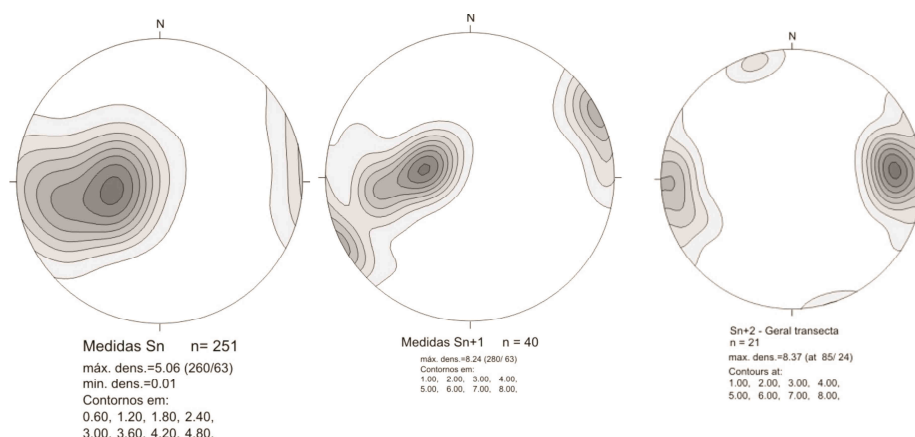 N
Medidas Sn n= 251
máx. dens.=5.06 (260/63)
min. dens.=0.01
Contornos em:
0.60, 1.20, 1.80, 2.40,
3.00, 3.60, 4.20, 4.80,
N
Medidas Sn+1 n = 40
máx. dens.=8.24 (280/ 63)
Contornos em:
1.00, 2.00, 3.00, 4.00,
5.00, 6.00, 7.00, 8.00,
N
Sn+2 - Geral transecta
n = 21
max. dens.=8.37 (at 85/ 24)
Contours at:
1.00, 2.00, 3.00, 4.00,
5.00, 6.00, 7.00, 8.00,